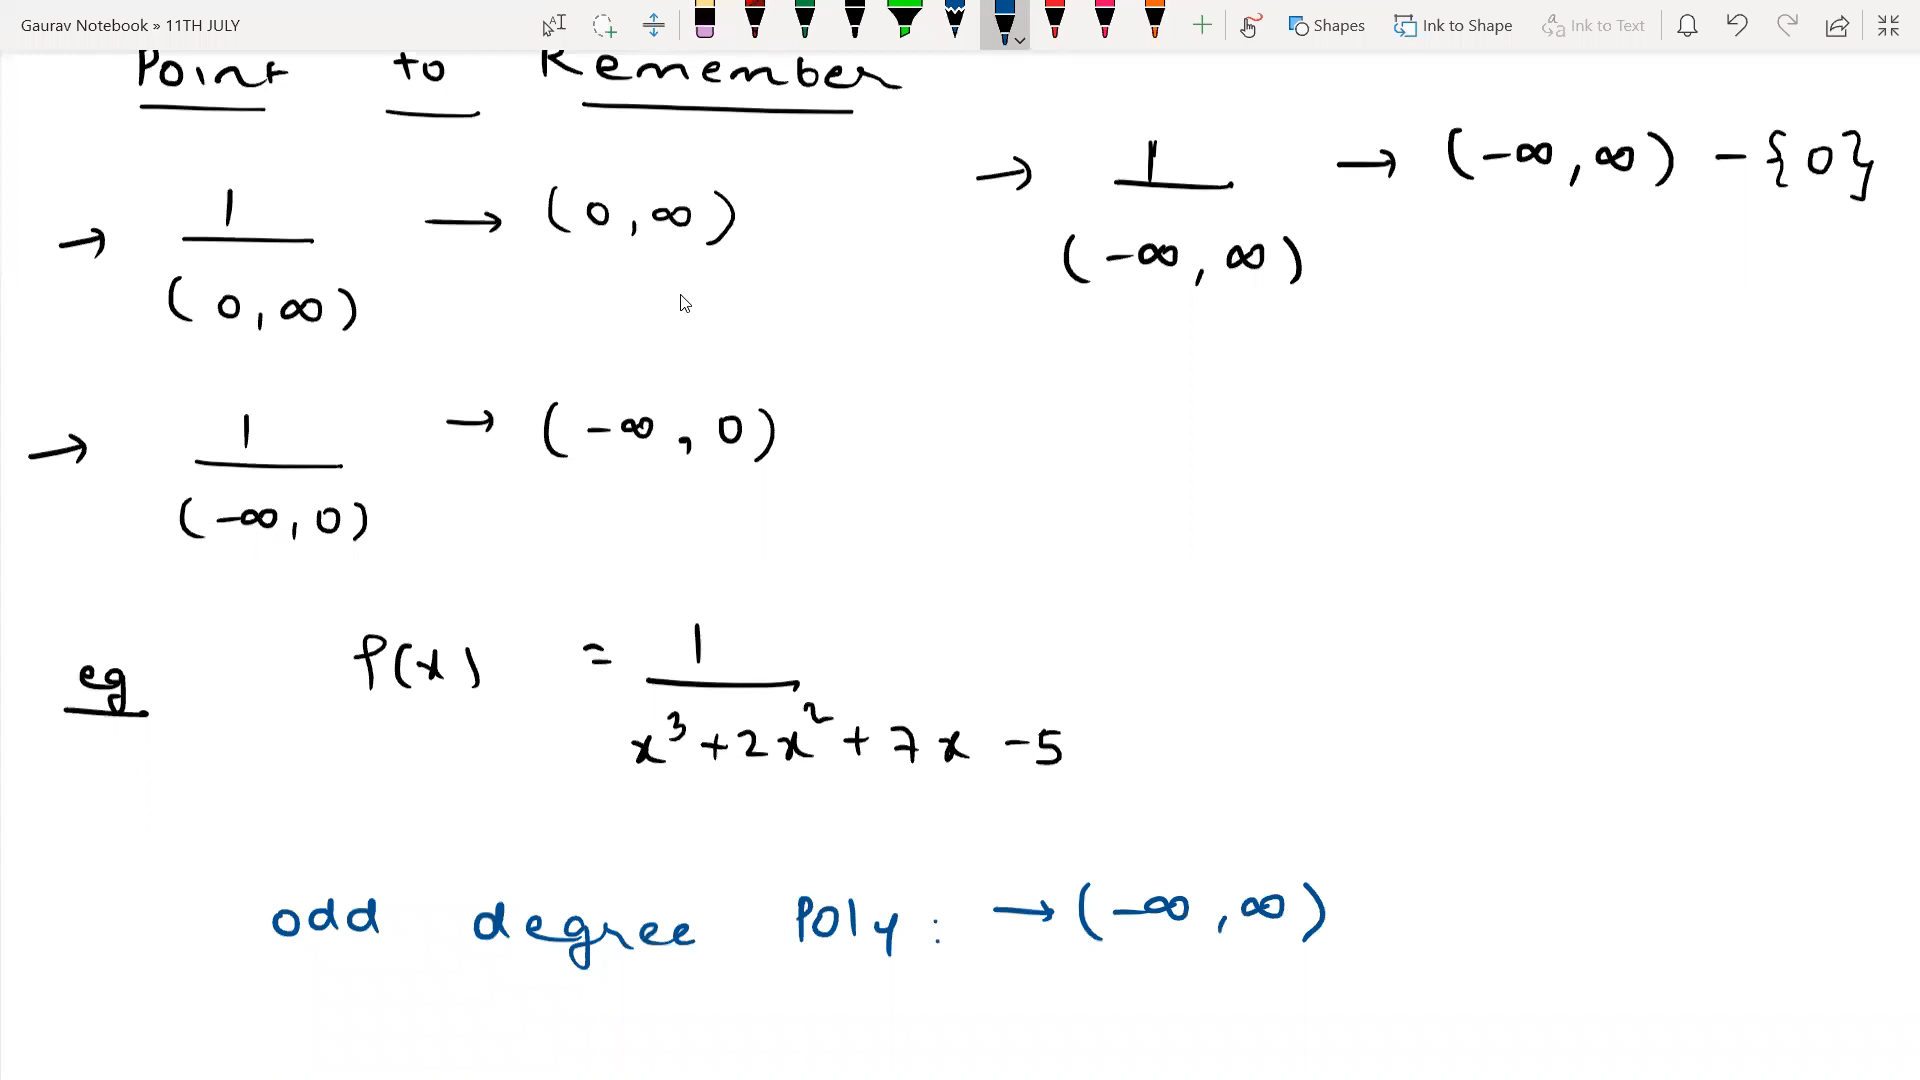 Gaurav Notebook » 11TH JULY
Shapes
Ink to Shape
Ink to Text
Point to Remember
→ 1 / (0, ∞) → (0, ∞)
→ 1 / (-∞, ∞) → (-∞, ∞) - {0}
→ 1 / (-∞, 0) → (-∞, 0)
eg f(x) = 1 / x³ + 2x² + 7x - 5
odd degree Poly: → (-∞, ∞)